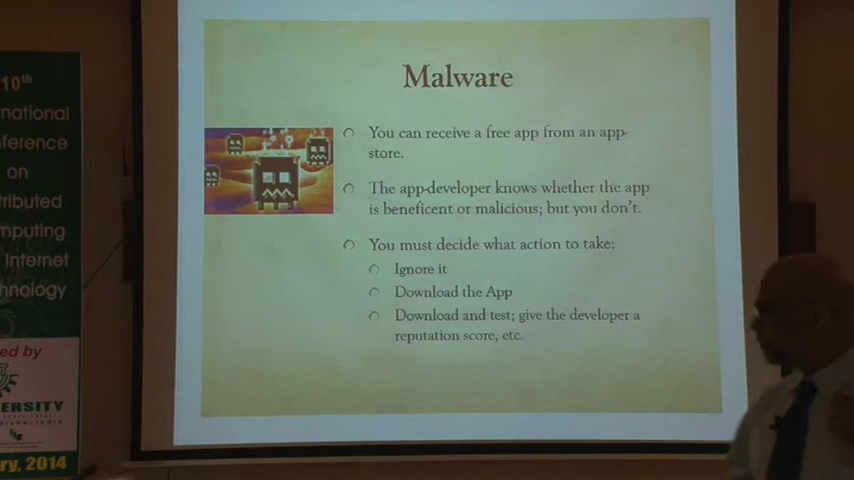 10th
national
ference
on
tributed
mputing
Internet
hnology
ed by
ERSITY
ry, 2014
Malware
You can receive a free app from an app-
store.
The app-developer knows whether the app
is beneficent or malicious; but you don't.
You must decide what action to take:
Ignore it
Download the App
Download and test; give the developer a
reputation score, etc.